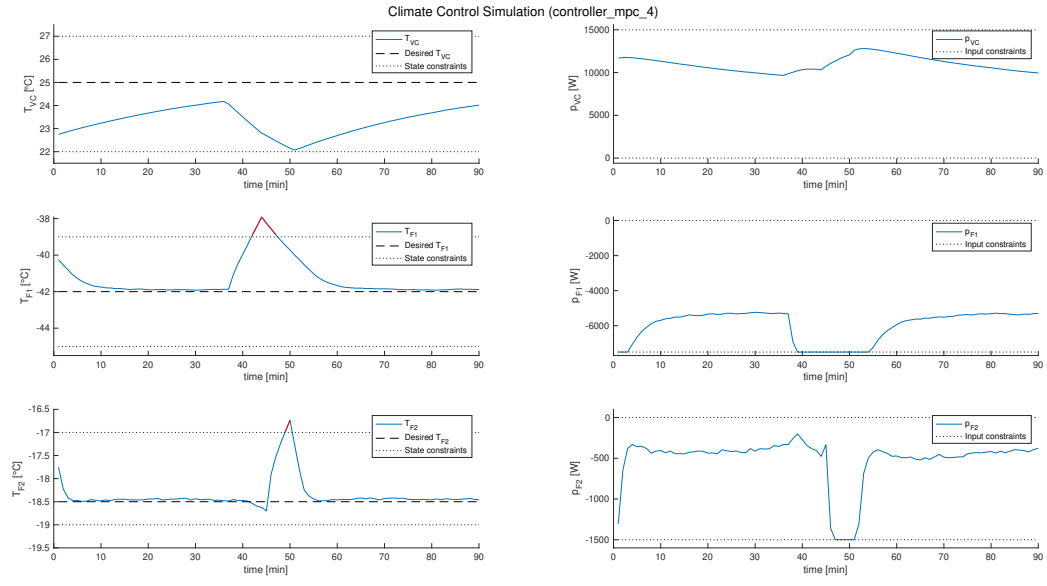 Climate Control Simulation (controller_mpc_4)
27
26
25
24
23
22
T_VC [°C]
T_VC
Desired T_VC
State constraints
0 10 20 30 40 50 60 70 80 90
time [min]
15000
10000
5000
0
p_VC [W]
p_VC
Input constraints
0 10 20 30 40 50 60 70 80 90
time [min]
-38
-40
-42
-44
T_F1 [°C]
T_F1
Desired T_F1
State constraints
0 10 20 30 40 50 60 70 80 90
time [min]
0
-2000
-4000
-6000
p_F1 [W]
p_F1
Input constraints
0 10 20 30 40 50 60 70 80 90
time [min]
-16.5
-17
-17.5
-18
-18.5
-19
-19.5
T_F2 [°C]
T_F2
Desired T_F2
State constraints
0 10 20 30 40 50 60 70 80 90
time [min]
0
-500
-1000
-1500
p_F2 [W]
p_F2
Input constraints
0 10 20 30 40 50 60 70 80 90
time [min]